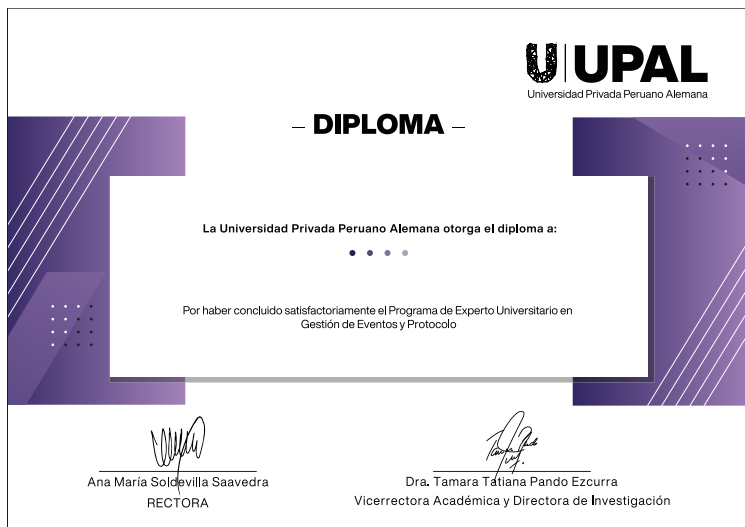 UPAL
Universidad Privada Peruano Alemana
– DIPLOMA –
La Universidad Privada Peruano Alemana otorga el diploma a:
Por haber concluido satisfactoriamente el Programa de Experto Universitario en
Gestión de Eventos y Protocolo
Ana María Soldevilla Saavedra
RECTORA
Dra. Tamara Tatiana Pando Ezcurra
Vicerrectora Académica y Directora de Investigación